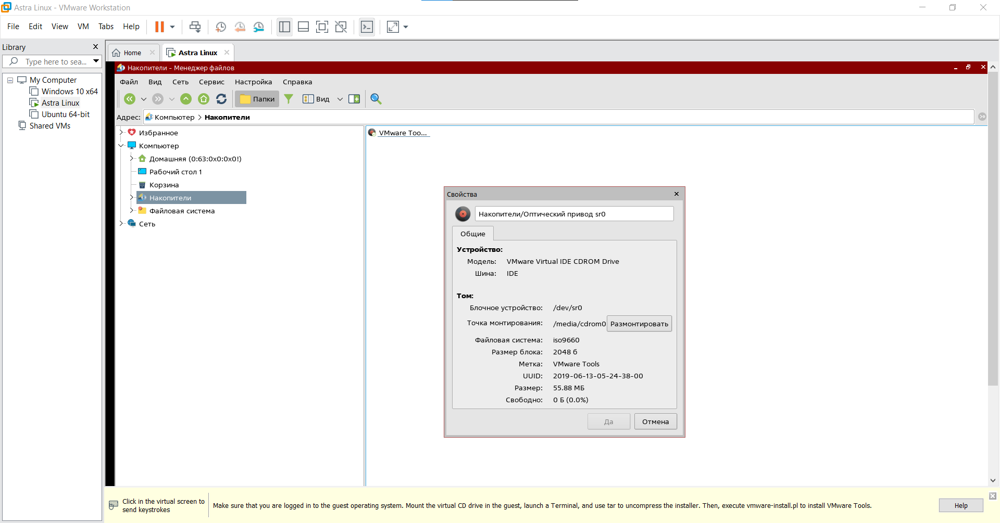 Astra Linux - VMware Workstation
File Edit View VM Tabs Help
Library
Type here to sea...
My Computer
Windows 10 x64
Astra Linux
Ubuntu 64-bit
Shared VMs
Home
Astra Linux
Накопители - Менеджер файлов
Файл Вид Сеть Сервис Настройка Справка
Папки Вид
Адрес: Компьютер Накопители
Избранное
Компьютер
Домашняя (0:63:0x0:0x0!)
Рабочий стол 1
Корзина
Накопители
Файловая система
Сеть
VMware Too...
Свойства
Накопители/Оптический привод sr0
Общие
Устройство:
Модель: VMware Virtual IDE CDROM Drive
Шина: IDE
Том:
Блочное устройство: /dev/sr0
Точка монтирования: /media/cdrom0 Размонтировать
Файловая система: iso9660
Размер блока: 2048 б
Метка: VMware Tools
UUID: 2019-06-13-05-24-38-00
Размер: 55.88 МБ
Свободно: 0 Б (0.0%)
Да Отмена
Click in the virtual screen to
send keystrokes
Make sure that you are logged in to the guest operating system. Mount the virtual CD drive in the guest, launch a Terminal, and use tar to uncompress the installer. Then, execute vmware-install.pl to install VMware Tools.
Help